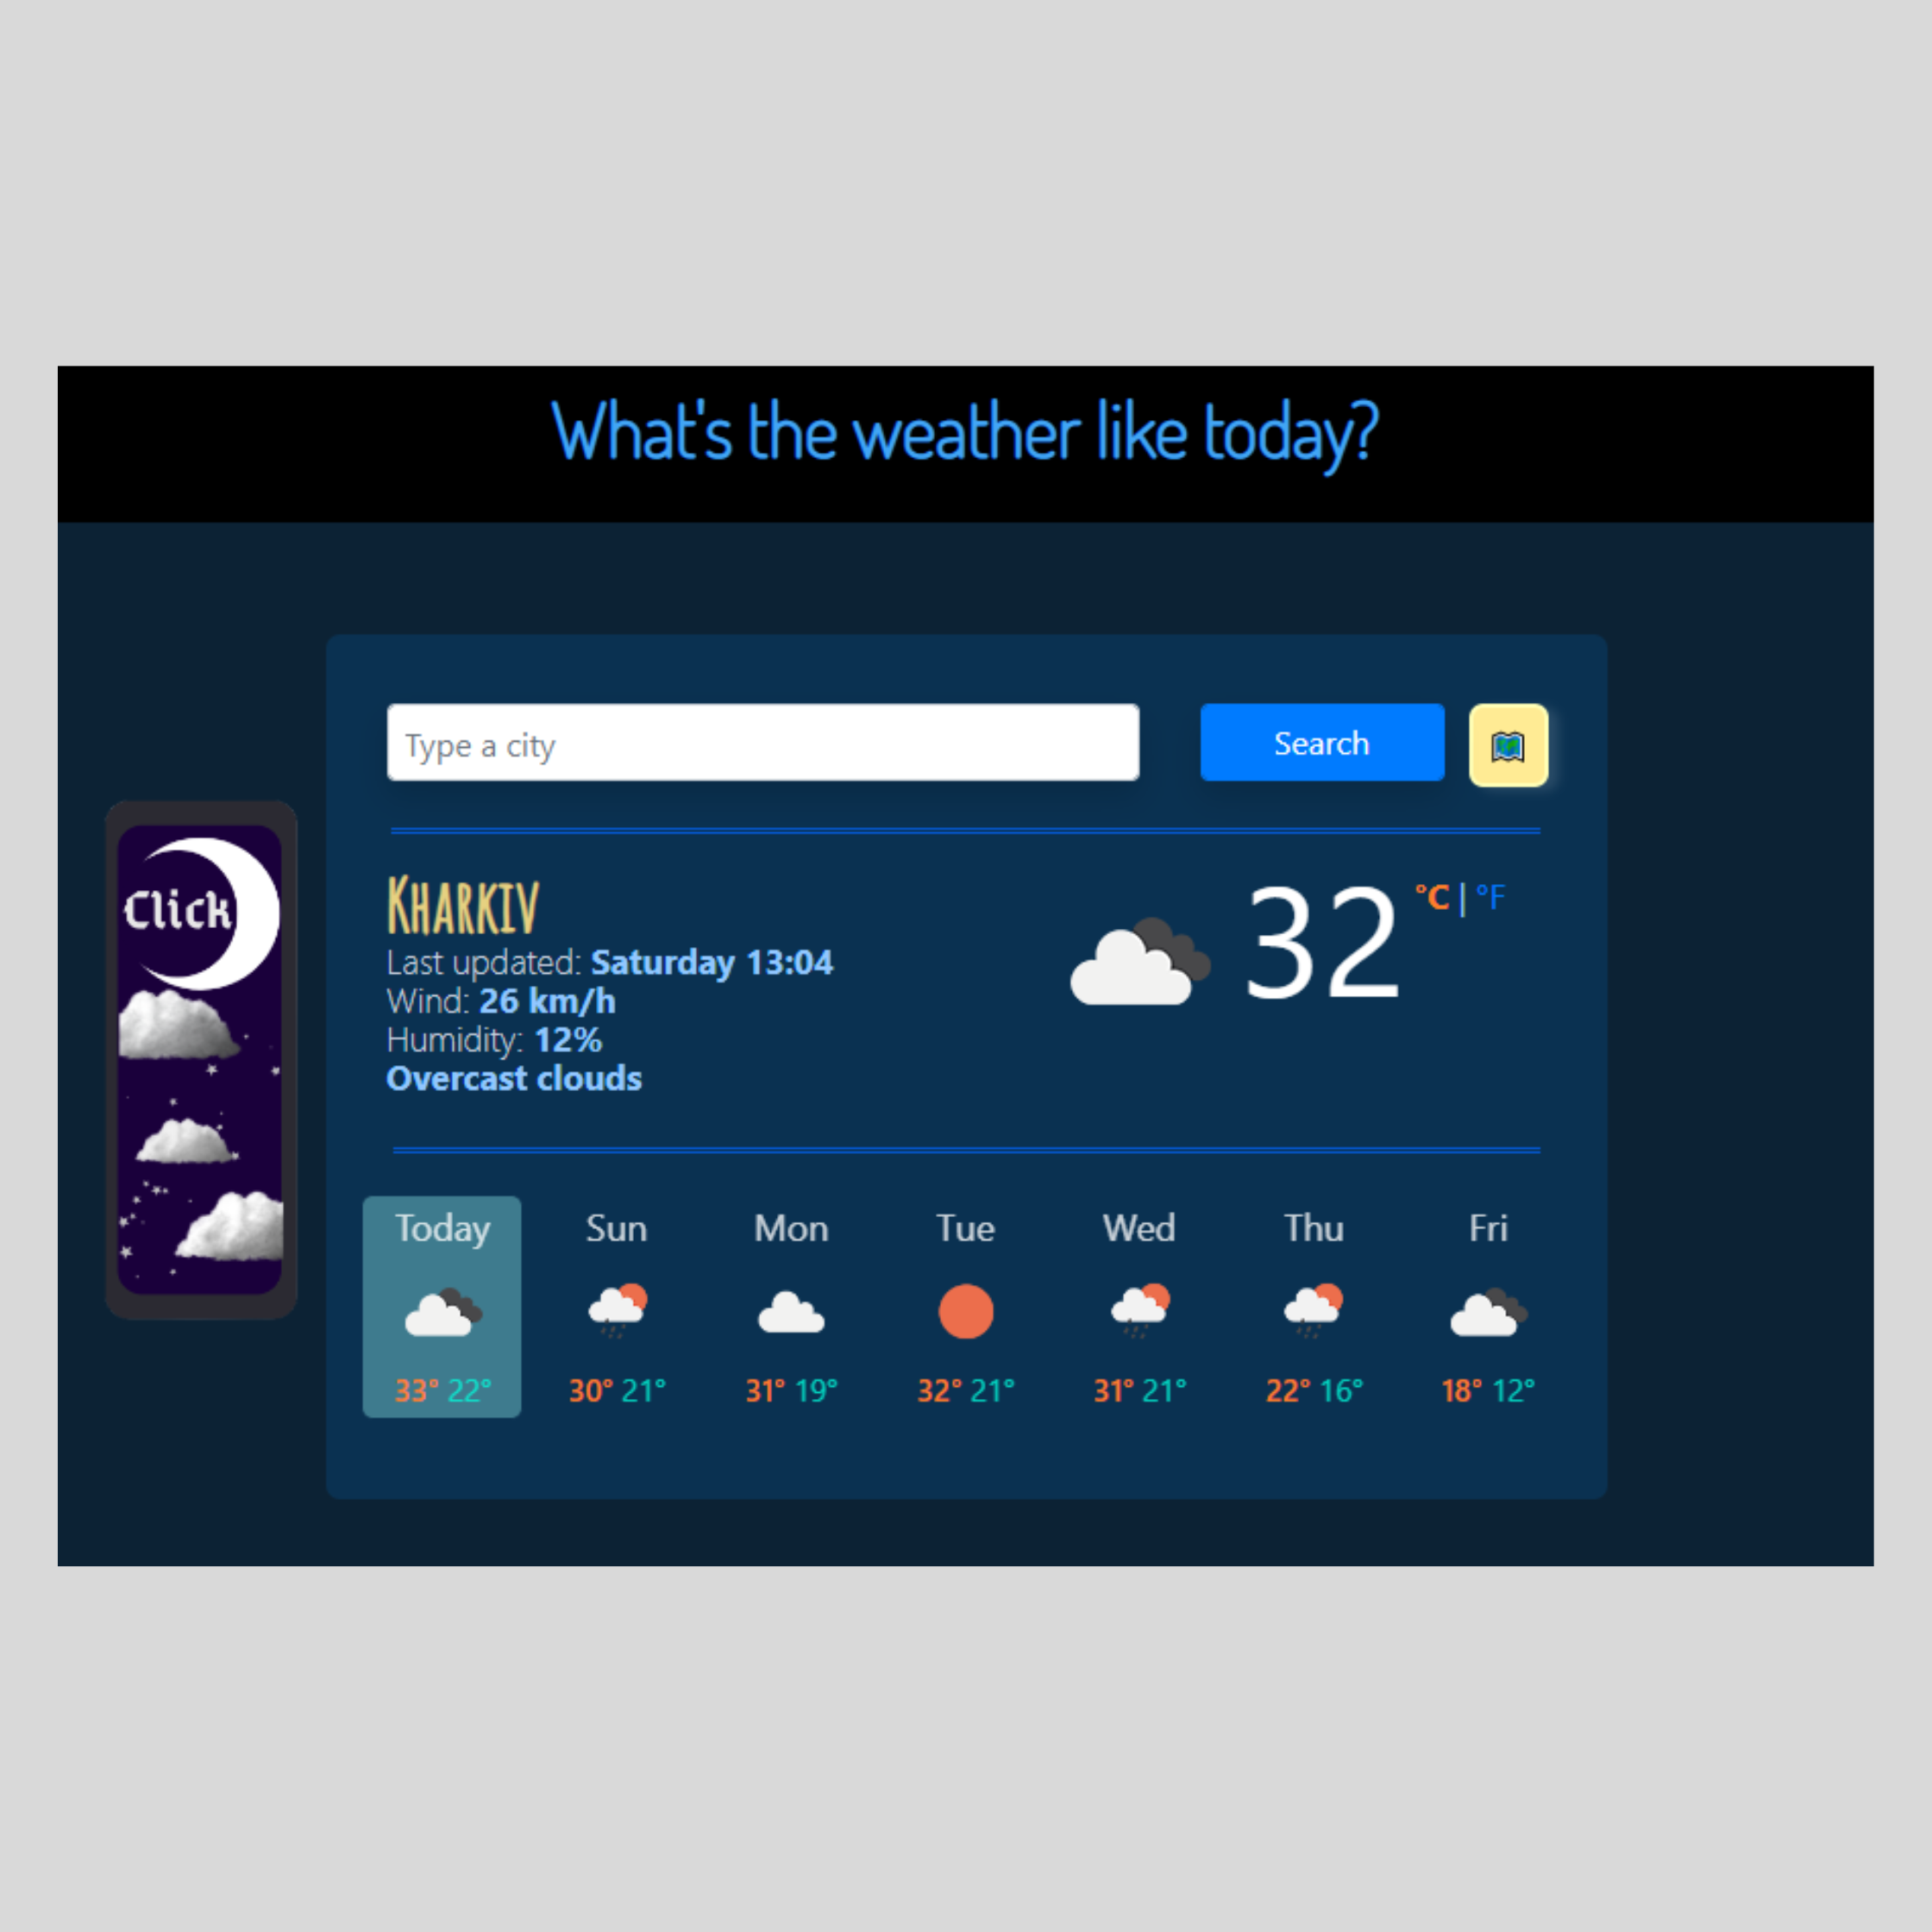 What's the weather like today?
Type a city
Search
Click
Kharkiv
Last updated: Saturday 13:04
Wind: 26 km/h
Humidity: 12%
Overcast clouds
32 °C | °F
Today Sun Mon Tue Wed Thu Fri
33° 22° 30° 21° 31° 19° 32° 21° 31° 21° 22° 16° 18° 12°